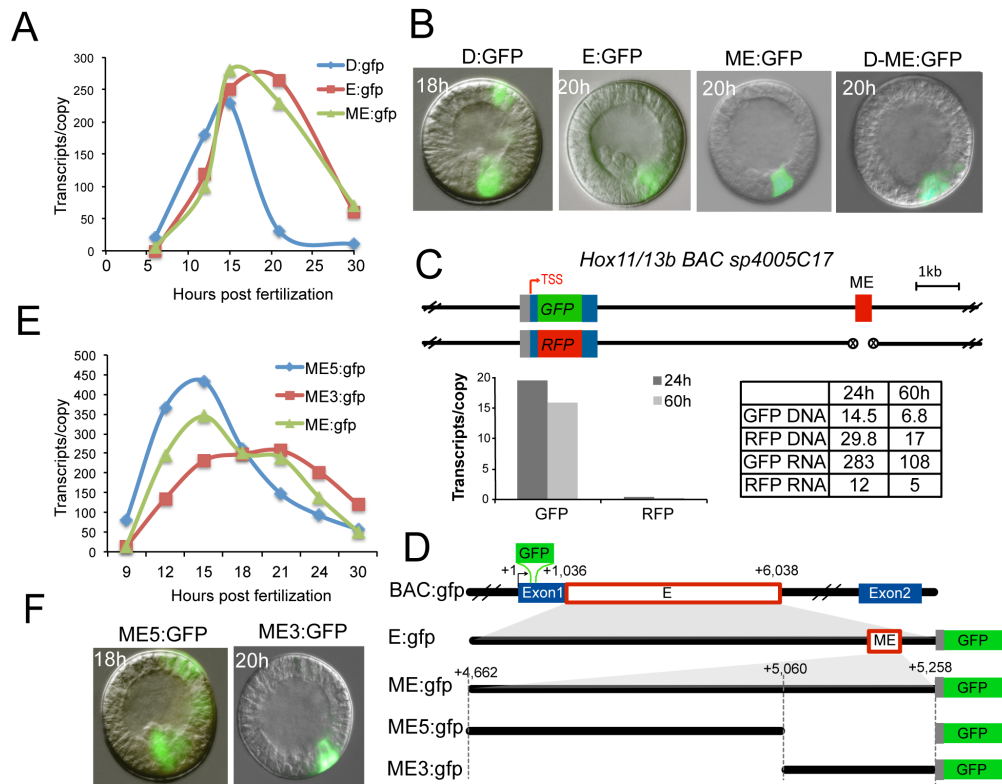 A
300
250
200
150
100
50
0
Transcripts/copy
0 5 10 15 20 25 30
Hours post fertilization
D:gfp
E:gfp
ME:gfp
B
D:GFP E:GFP ME:GFP D-ME:GFP
18h 20h 20h 20h
C
Hox11/13b BAC sp4005C17
TSS
ME
1kb
GFP
RFP
20
15
10
5
0
Transcripts/copy
24h
60h
GFP RFP
24h 60h
GFP DNA 14.5 6.8
RFP DNA 29.8 17
GFP RNA 283 108
RFP RNA 12 5
D
GFP
+1 +1,036 +6,038
BAC:gfp Exon1 E Exon2
E:gfp ME GFP
+4,662 +5,060 +5,258
ME:gfp GFP
ME5:gfp GFP
ME3:gfp GFP
E
500
450
400
350
300
250
200
150
100
50
0
Transcripts/copy
9 12 15 18 21 24 30
Hours post fertilization
ME5:gfp
ME3:gfp
ME:gfp
F
ME5:GFP ME3:GFP
18h 20h